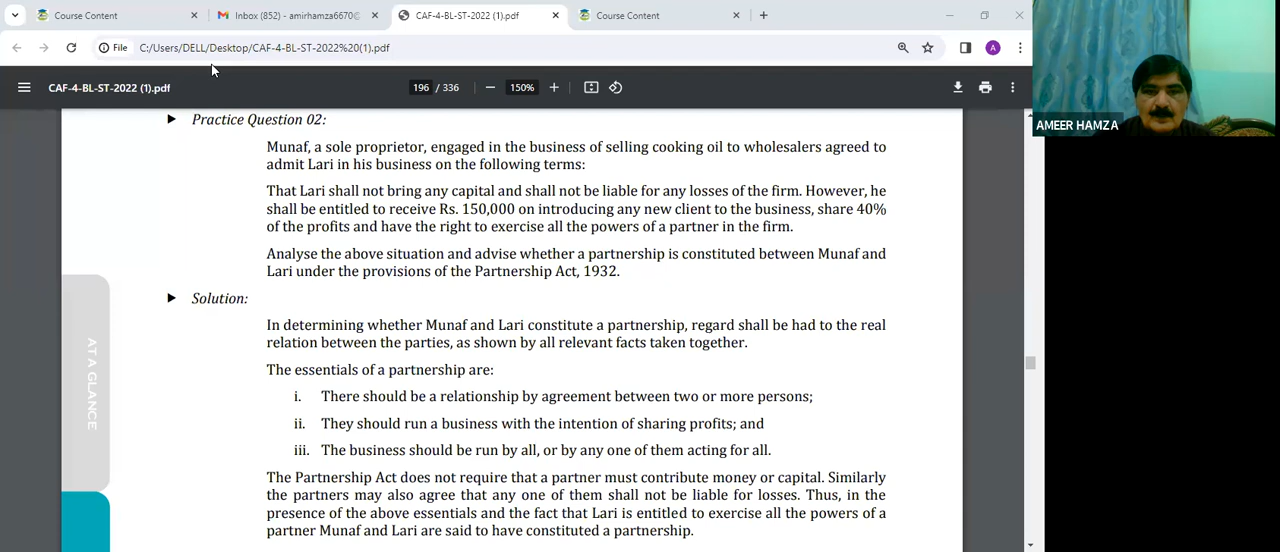 Course Content
Inbox (852) - amirhamza6670@
CAF-4-BL-ST-2022 (1).pdf
Course Content
File
C:/Users/DELL/Desktop/CAF-4-BL-ST-2022%20(1).pdf
A
CAF-4-BL-ST-2022 (1).pdf
196 / 336
150%
AMEER HAMZA
Practice Question 02:
Munaf, a sole proprietor, engaged in the business of selling cooking oil to wholesalers agreed to
admit Lari in his business on the following terms:
That Lari shall not bring any capital and shall not be liable for any losses of the firm. However, he
shall be entitled to receive Rs. 150,000 on introducing any new client to the business, share 40%
of the profits and have the right to exercise all the powers of a partner in the firm.
Analyse the above situation and advise whether a partnership is constituted between Munaf and
Lari under the provisions of the Partnership Act, 1932.
Solution:
In determining whether Munaf and Lari constitute a partnership, regard shall be had to the real
relation between the parties, as shown by all relevant facts taken together.
The essentials of a partnership are:
i. There should be a relationship by agreement between two or more persons;
ii. They should run a business with the intention of sharing profits; and
iii. The business should be run by all, or by any one of them acting for all.
The Partnership Act does not require that a partner must contribute money or capital. Similarly
the partners may also agree that any one of them shall not be liable for losses. Thus, in the
presence of the above essentials and the fact that Lari is entitled to exercise all the powers of a
partner Munaf and Lari are said to have constituted a partnership.
AT A GLANCE